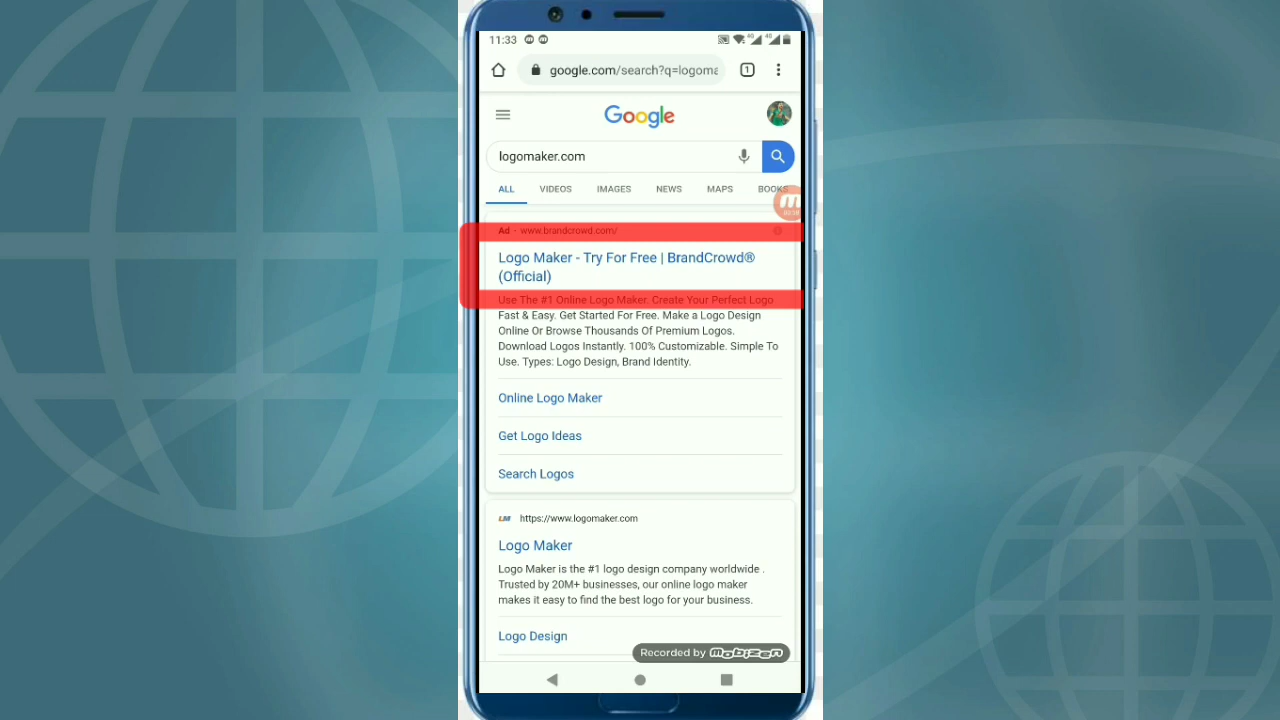 11:33
4G 4G
google.com/search?q=logoma
1
Google
logomaker.com
ALL VIDEOS IMAGES NEWS MAPS BOOKS
Ad · www.brandcrowd.com/
Logo Maker - Try For Free | BrandCrowd®
(Official)
Use The #1 Online Logo Maker. Create Your Perfect Logo
Fast & Easy. Get Started For Free. Make a Logo Design
Online Or Browse Thousands Of Premium Logos.
Download Logos Instantly. 100% Customizable. Simple To
Use. Types: Logo Design, Brand Identity.
Online Logo Maker
Get Logo Ideas
Search Logos
LM https://www.logomaker.com
Logo Maker
Logo Maker is the #1 logo design company worldwide .
Trusted by 20M+ businesses, our online logo maker
makes it easy to find the best logo for your business.
Logo Design
Recorded by mobizen